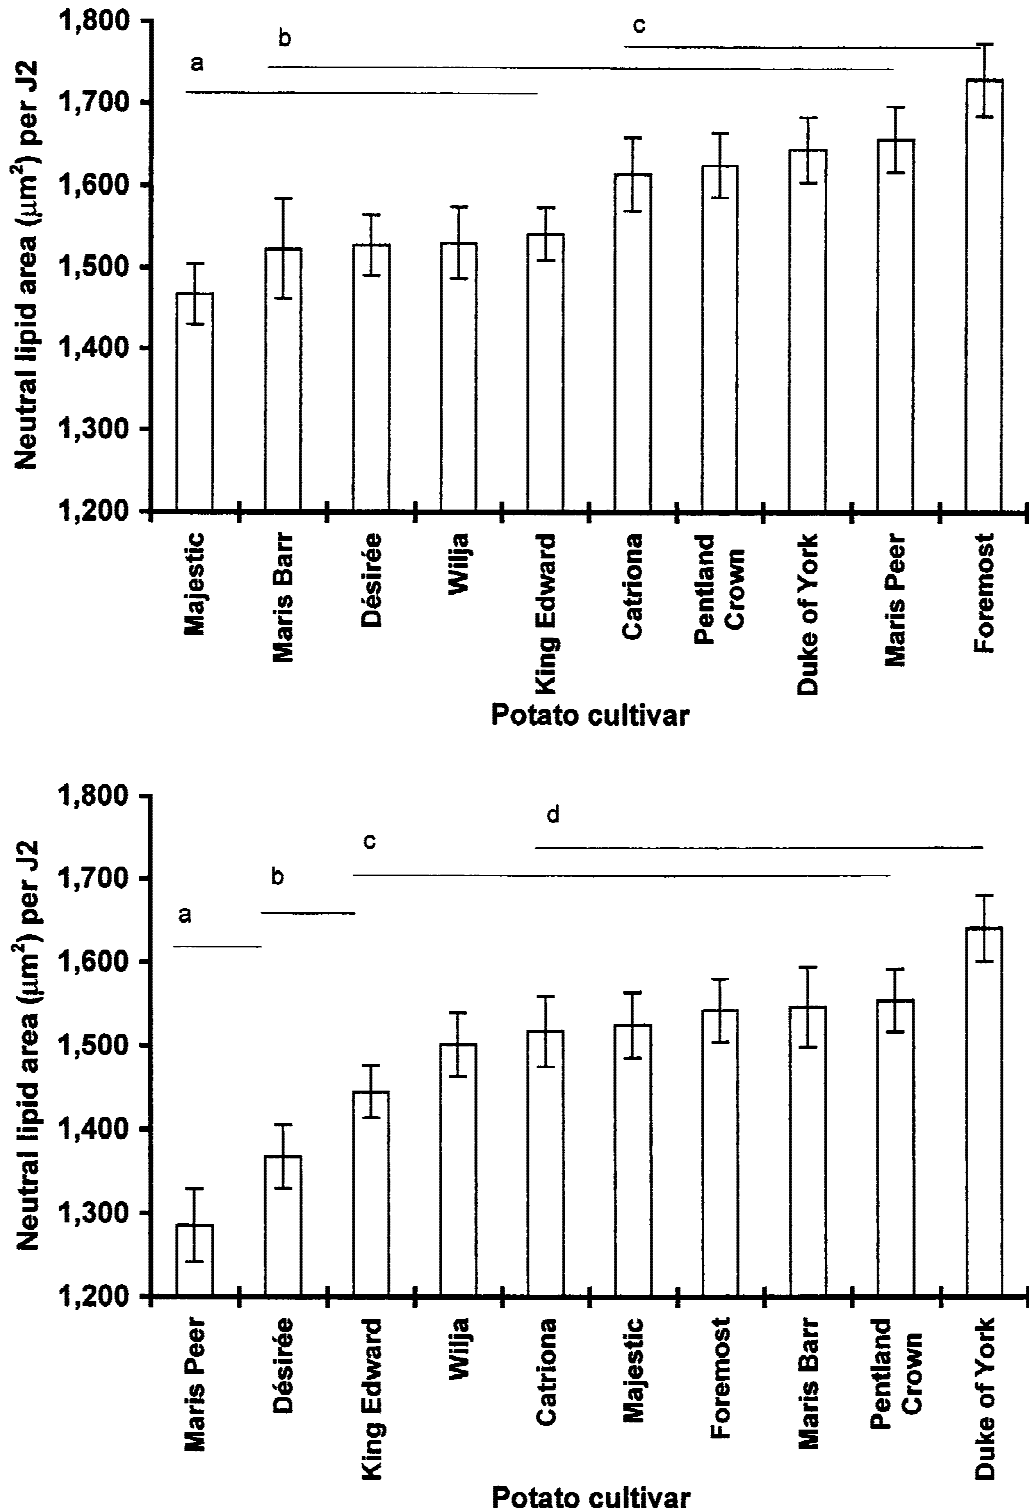 1,800
1,700
1,600
1,500
1,400
1,300
1,200
Neutral lipid area (μm²) per J2
a
b
c
Majestic
Maris Barr
Désirée
Wilja
King Edward
Catriona
Pentland
Crown
Duke of York
Maris Peer
Foremost
Potato cultivar
1,800
1,700
1,600
1,500
1,400
1,300
1,200
Neutral lipid area (μm²) per J2
a
b
c
d
Maris Peer
Désirée
King Edward
Wilja
Catriona
Majestic
Foremost
Maris Barr
Pentland
Crown
Duke of York
Potato cultivar